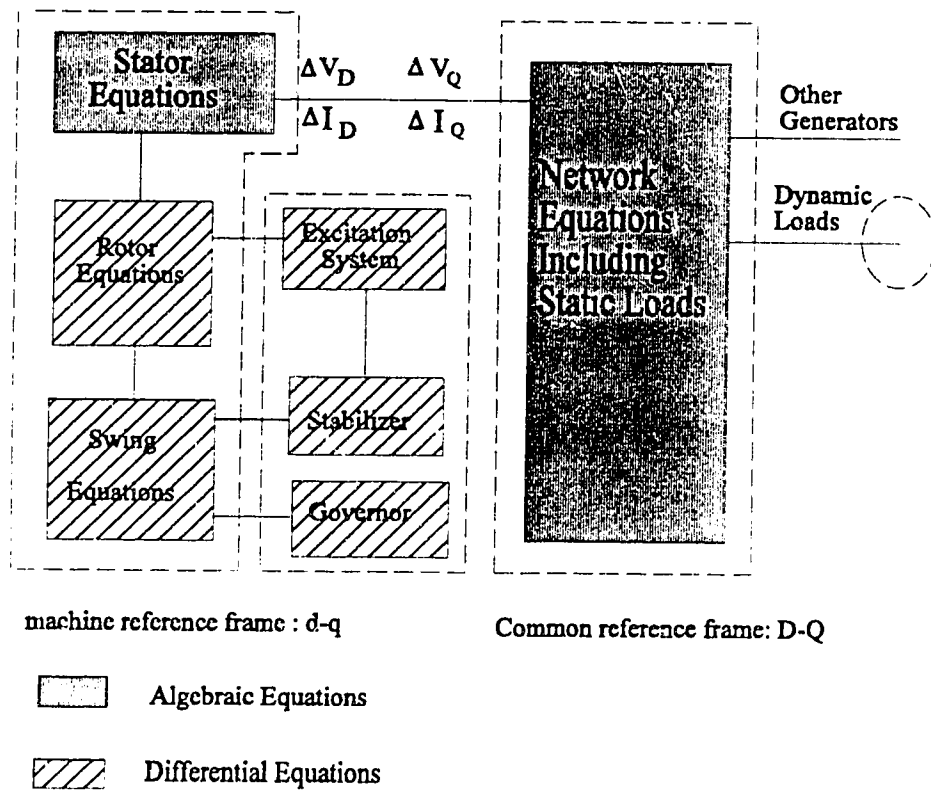 Stator
Equations
ΔV_D ΔV_Q
ΔI_D ΔI_Q
Rotor
Equations
Excitation
System
Swing
Equations
Stabilizer
Governor
Network
Equations
Including
Static Loads
Other
Generators
Dynamic
Loads
machine reference frame : d-q
Common reference frame: D-Q
Algebraic Equations
Differential Equations